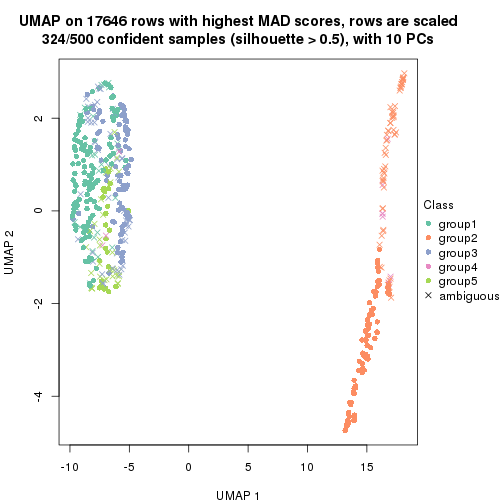 UMAP on 17646 rows with highest MAD scores, rows are scaled
324/500 confident samples (silhouette > 0.5), with 10 PCs
2
0
-2
-4
UMAP 2
-10
-5
0
5
10
15
UMAP 1
Class
group1
group2
group3
group4
group5
ambiguous